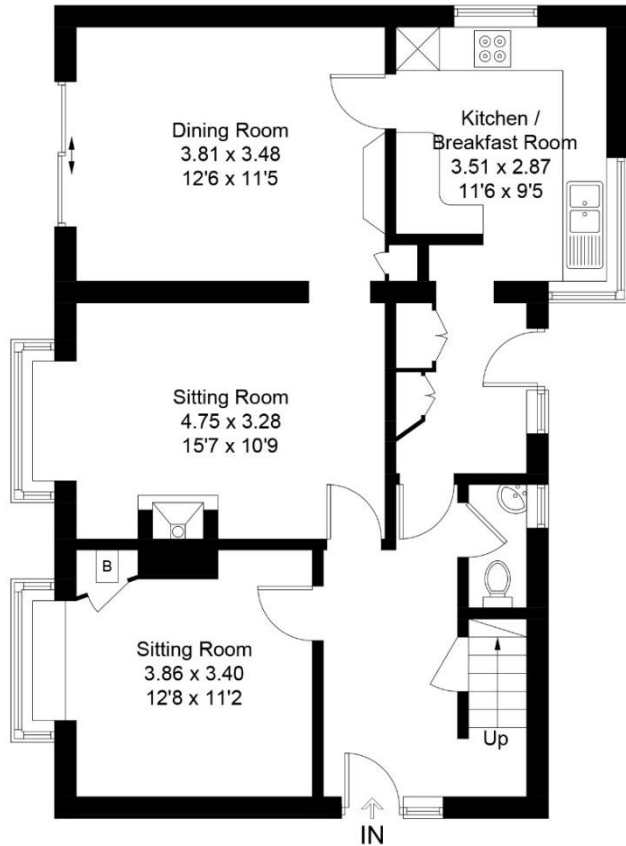 Dining Room
3.81 x 3.48
12'6 x 11'5
Kitchen /
Breakfast Room
3.51 x 2.87
11'6 x 9'5
Sitting Room
4.75 x 3.28
15'7 x 10'9
B
Sitting Room
3.86 x 3.40
12'8 x 11'2
Up
IN